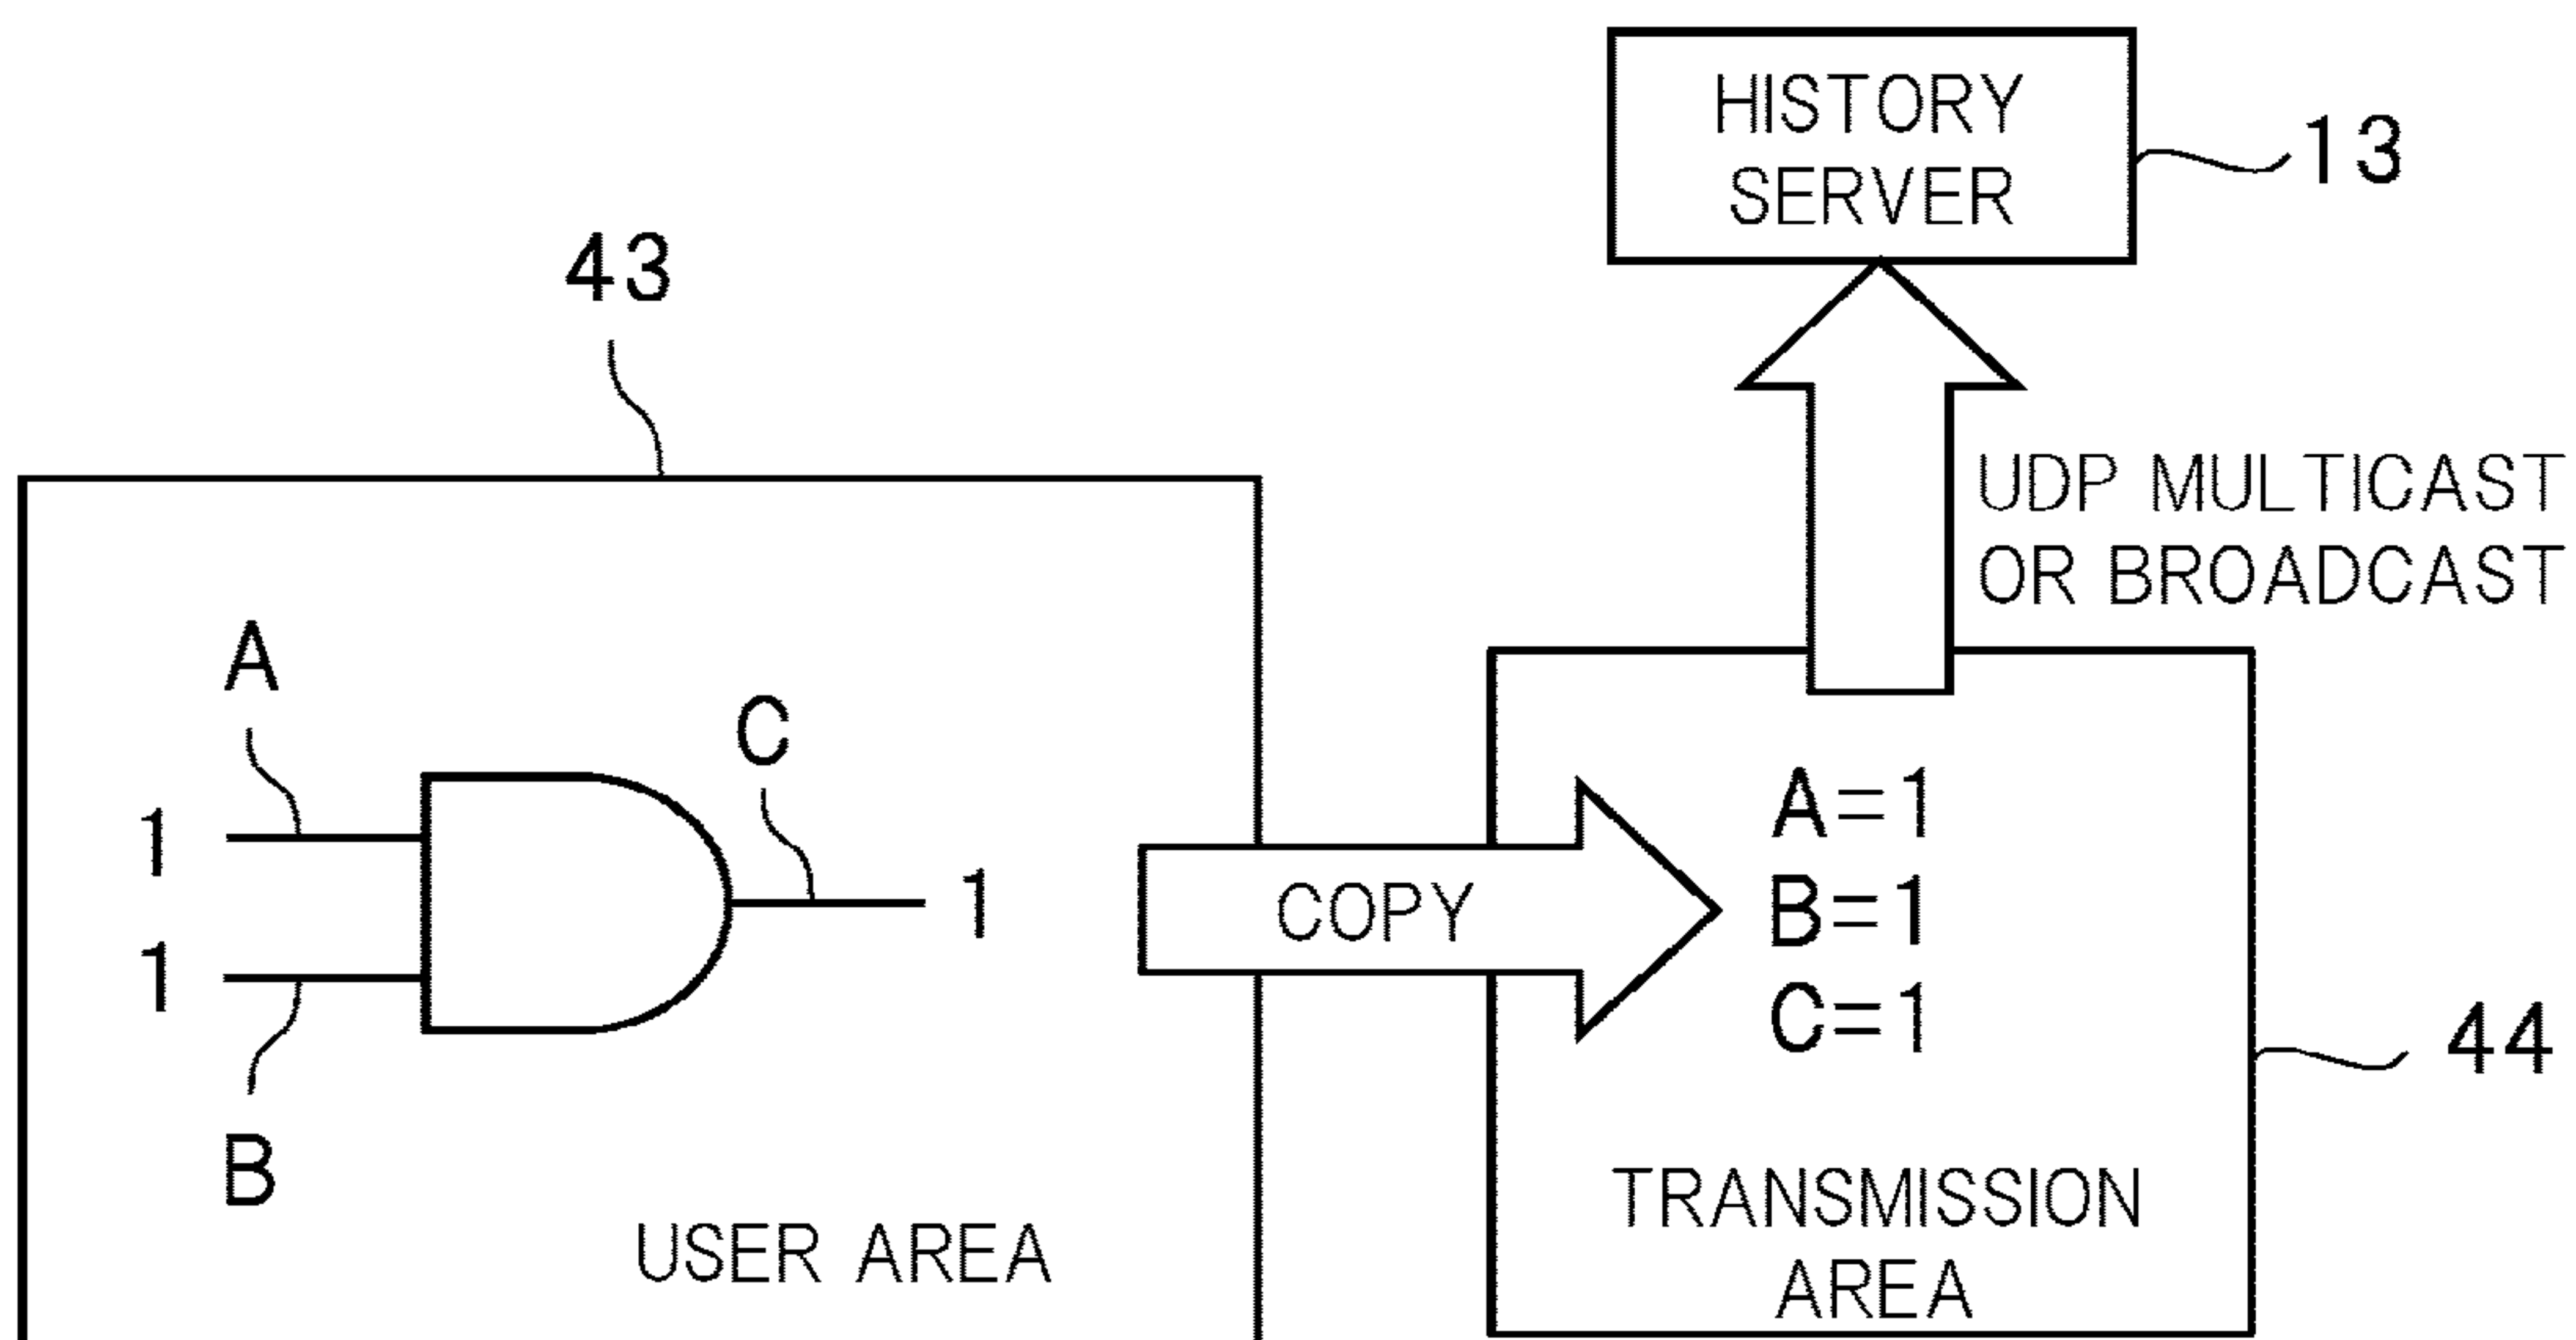 HISTORY
SERVER
13
43
UDP MULTICAST
OR BROADCAST
A
C
1
1
1
B
COPY
A=1
B=1
C=1
44
USER AREA
TRANSMISSION
AREA